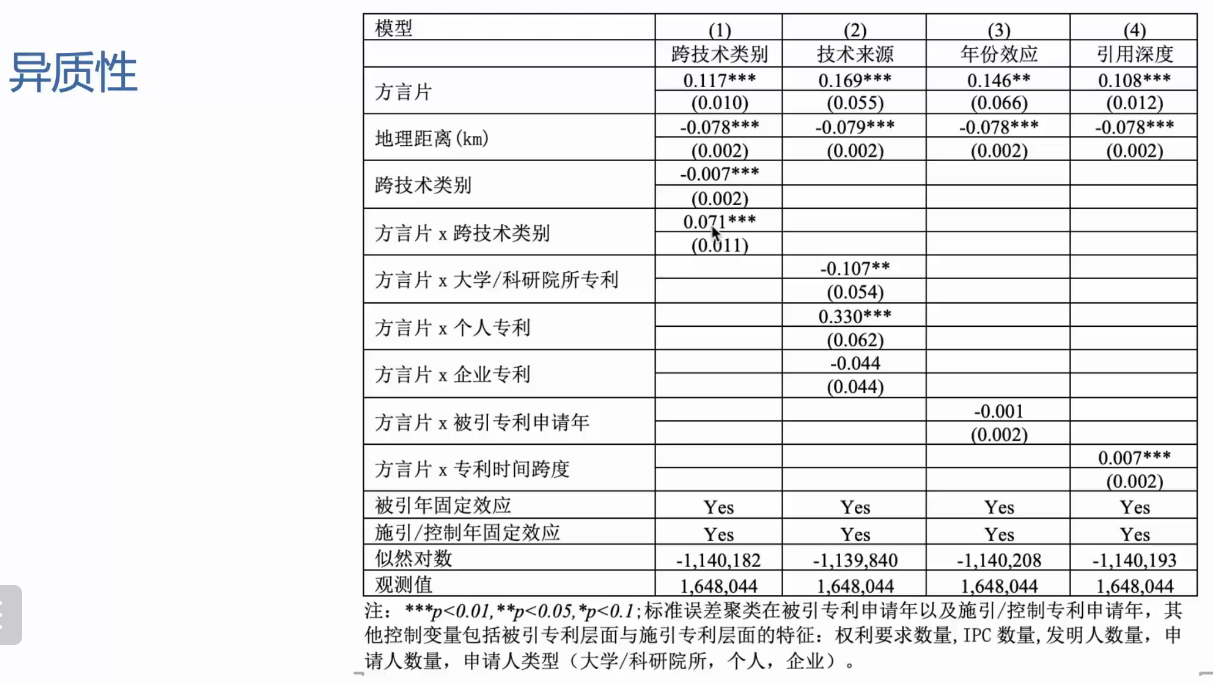 异质性
模型 (1) (2) (3) (4)
跨技术类别 技术来源 年份效应 引用深度
方言片 0.117*** 0.169*** 0.146** 0.108***
(0.010) (0.055) (0.066) (0.012)
地理距离(km) -0.078*** -0.079*** -0.078*** -0.078***
(0.002) (0.002) (0.002) (0.002)
跨技术类别 -0.007***
(0.002)
方言片 x 跨技术类别 0.071***
(0.011)
方言片 x 大学/科研院所专利 -0.107**
(0.054)
方言片 x 个人专利 0.330***
(0.062)
方言片 x 企业专利 -0.044
(0.044)
方言片 x 被引专利申请年 -0.001
(0.002)
方言片 x 专利时间跨度 0.007***
(0.002)
被引年固定效应 Yes Yes Yes Yes
施引/控制年固定效应 Yes Yes Yes Yes
似然对数 -1,140,182 -1,139,840 -1,140,208 -1,140,193
观测值 1,648,044 1,648,044 1,648,044 1,648,044
注：***p<0.01,**p<0.05,*p<0.1;标准误差聚类在被引专利申请年以及施引/控制专利申请年，其
他控制变量包括被引专利层面与施引专利层面的特征：权利要求数量,IPC 数量,发明人数量，申
请人数量，申请人类型（大学/科研院所，个人，企业）。